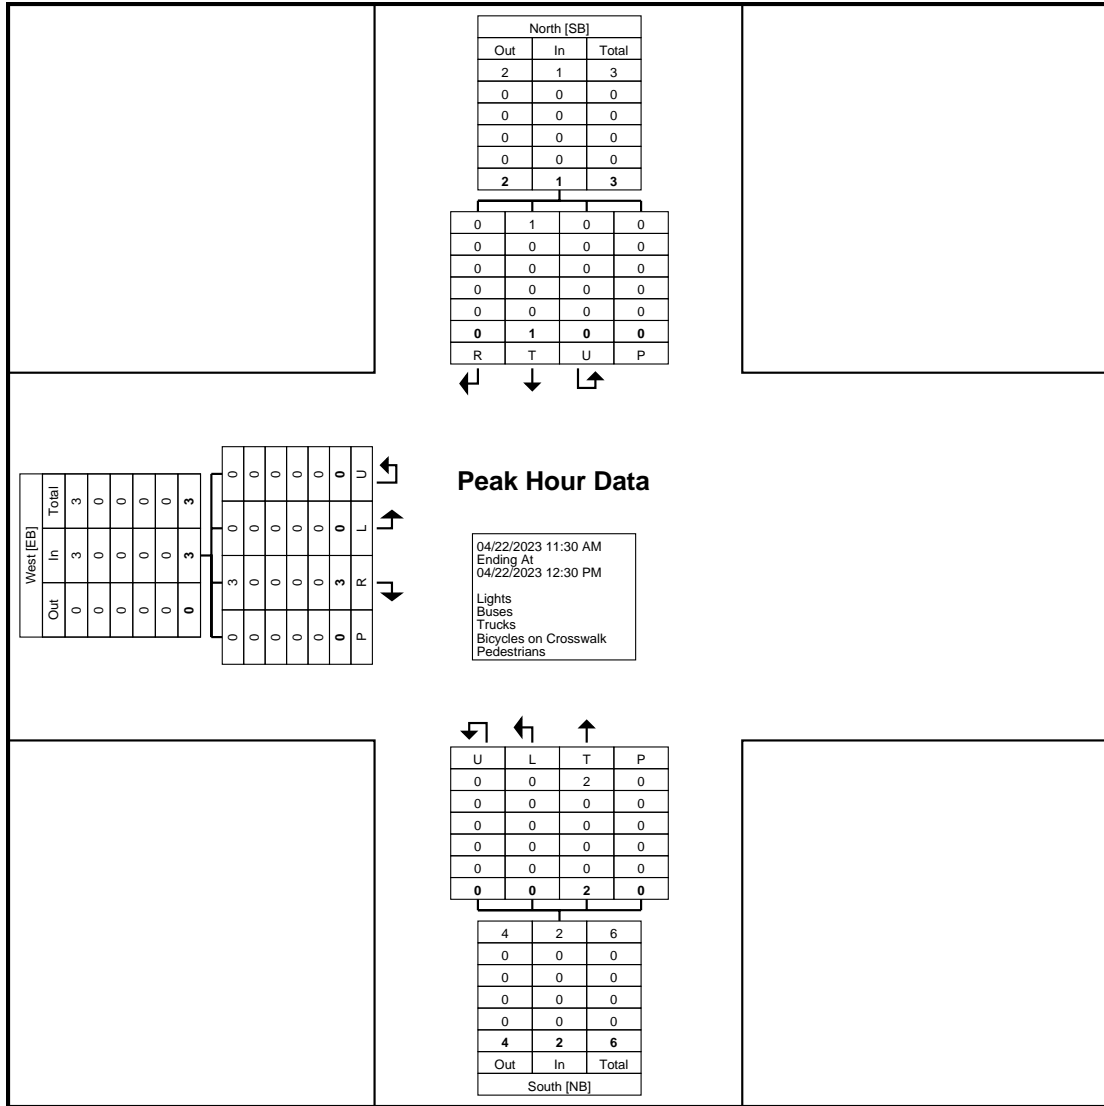 North [SB]
Out In Total
2 1 3
0 0 0
0 0 0
0 0 0
0 0 0
2 1 3
0 1 0 0
0 0 0 0
0 0 0 0
0 0 0 0
0 0 0 0
0 1 0 0
R T U P
West [EB]
Out In Total
0 3 3
0 0 0
0 0 0
0 0 0
0 0 0
0 3 3
0 3 0 0
0 0 0 0
0 0 0 0
0 0 0 0
0 0 0 0
0 3 0 0
P R L U
Peak Hour Data
04/22/2023 11:30 AM
Ending At
04/22/2023 12:30 PM
Lights
Buses
Trucks
Bicycles on Crosswalk
Pedestrians
U L T P
0 0 2 0
0 0 0 0
0 0 0 0
0 0 0 0
0 0 0 0
0 0 2 0
4 2 6
0 0 0
0 0 0
0 0 0
0 0 0
4 2 6
Out In Total
South [NB]